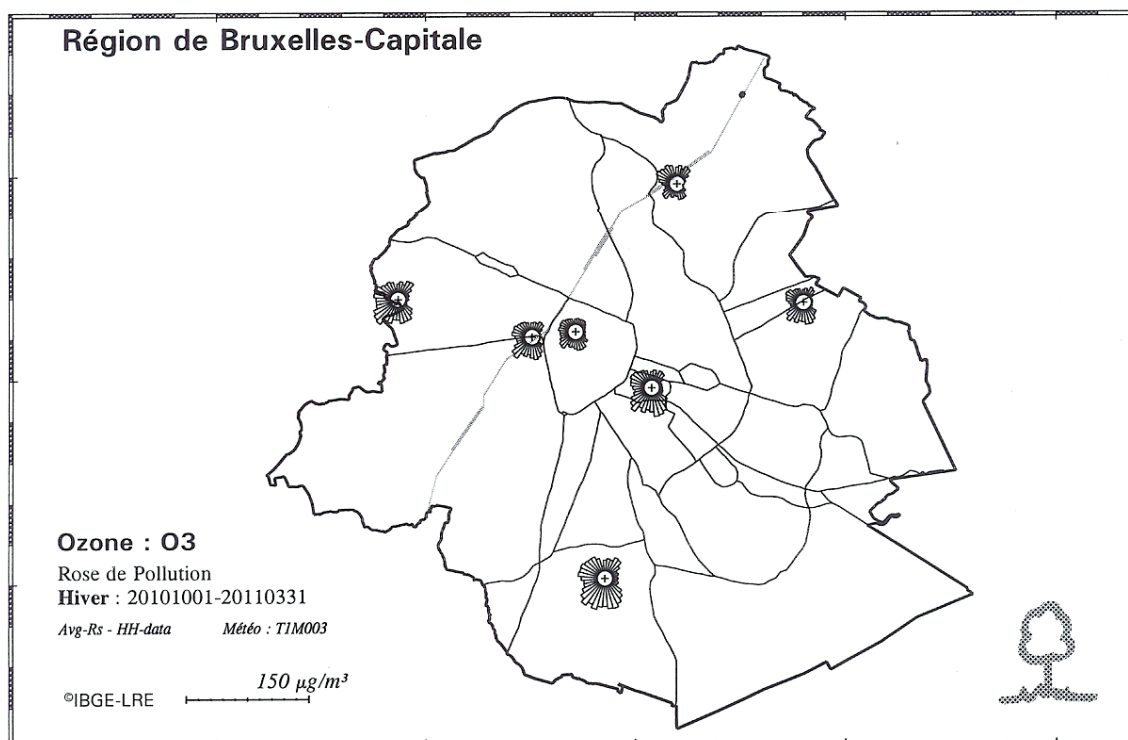 Région de Bruxelles-Capitale
Ozone : O3
Rose de Pollution
Hiver : 20101001-20110331
Avg-Rs - HH-data Météo : T1M003
150 µg/m³
©IBGE-LRE